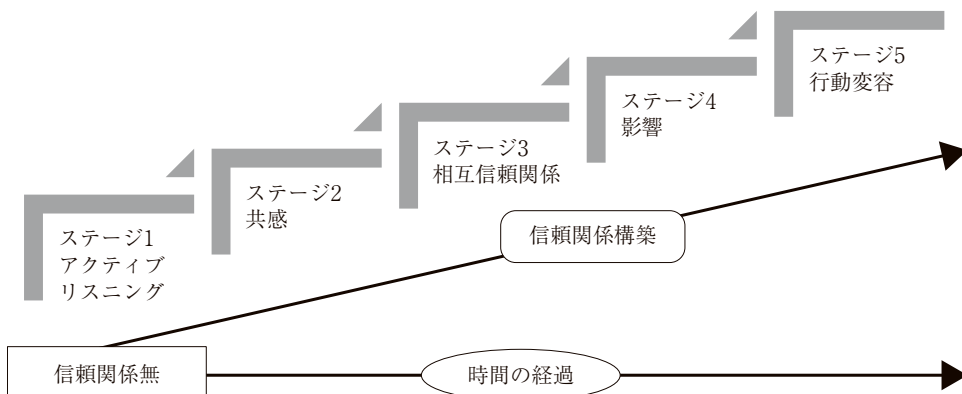 ステージ1
アクティブ
リスニング
ステージ2
共感
ステージ3
相互信頼関係
ステージ4
影響
ステージ5
行動変容
信頼関係構築
信頼関係無
時間の経過